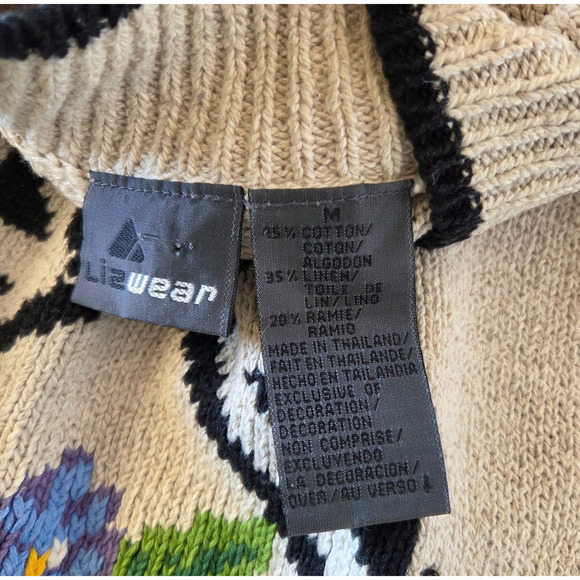 LIZwear
M
45% COTTON/
COTON/
ALGODON
35% LINEN/
TOILE DE
LIN/LINO
20% RAMIE/
RAMIO
MADE IN THAILAND/
FAIT EN THAILANDE/
HECHO EN TAILANDIA
EXCLUSIVE OF
DECORATION/
DECORATION
NON COMPRISE/
EXCLUYENDO
LA DECORACION/
OVER/AU VERSO